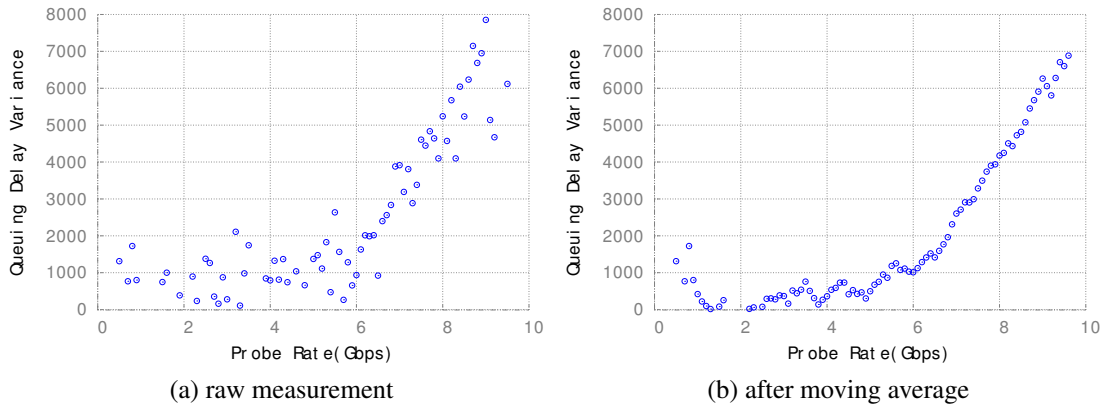 8000
7000
6000
5000
4000
3000
2000
1000
0
Queuing Delay Variance
0 2 4 6 8 10
Probe Rate(Gbps)
(a) raw measurement
8000
7000
6000
5000
4000
3000
2000
1000
0
Queuing Delay Variance
0 2 4 6 8 10
Probe Rate(Gbps)
(b) after moving average